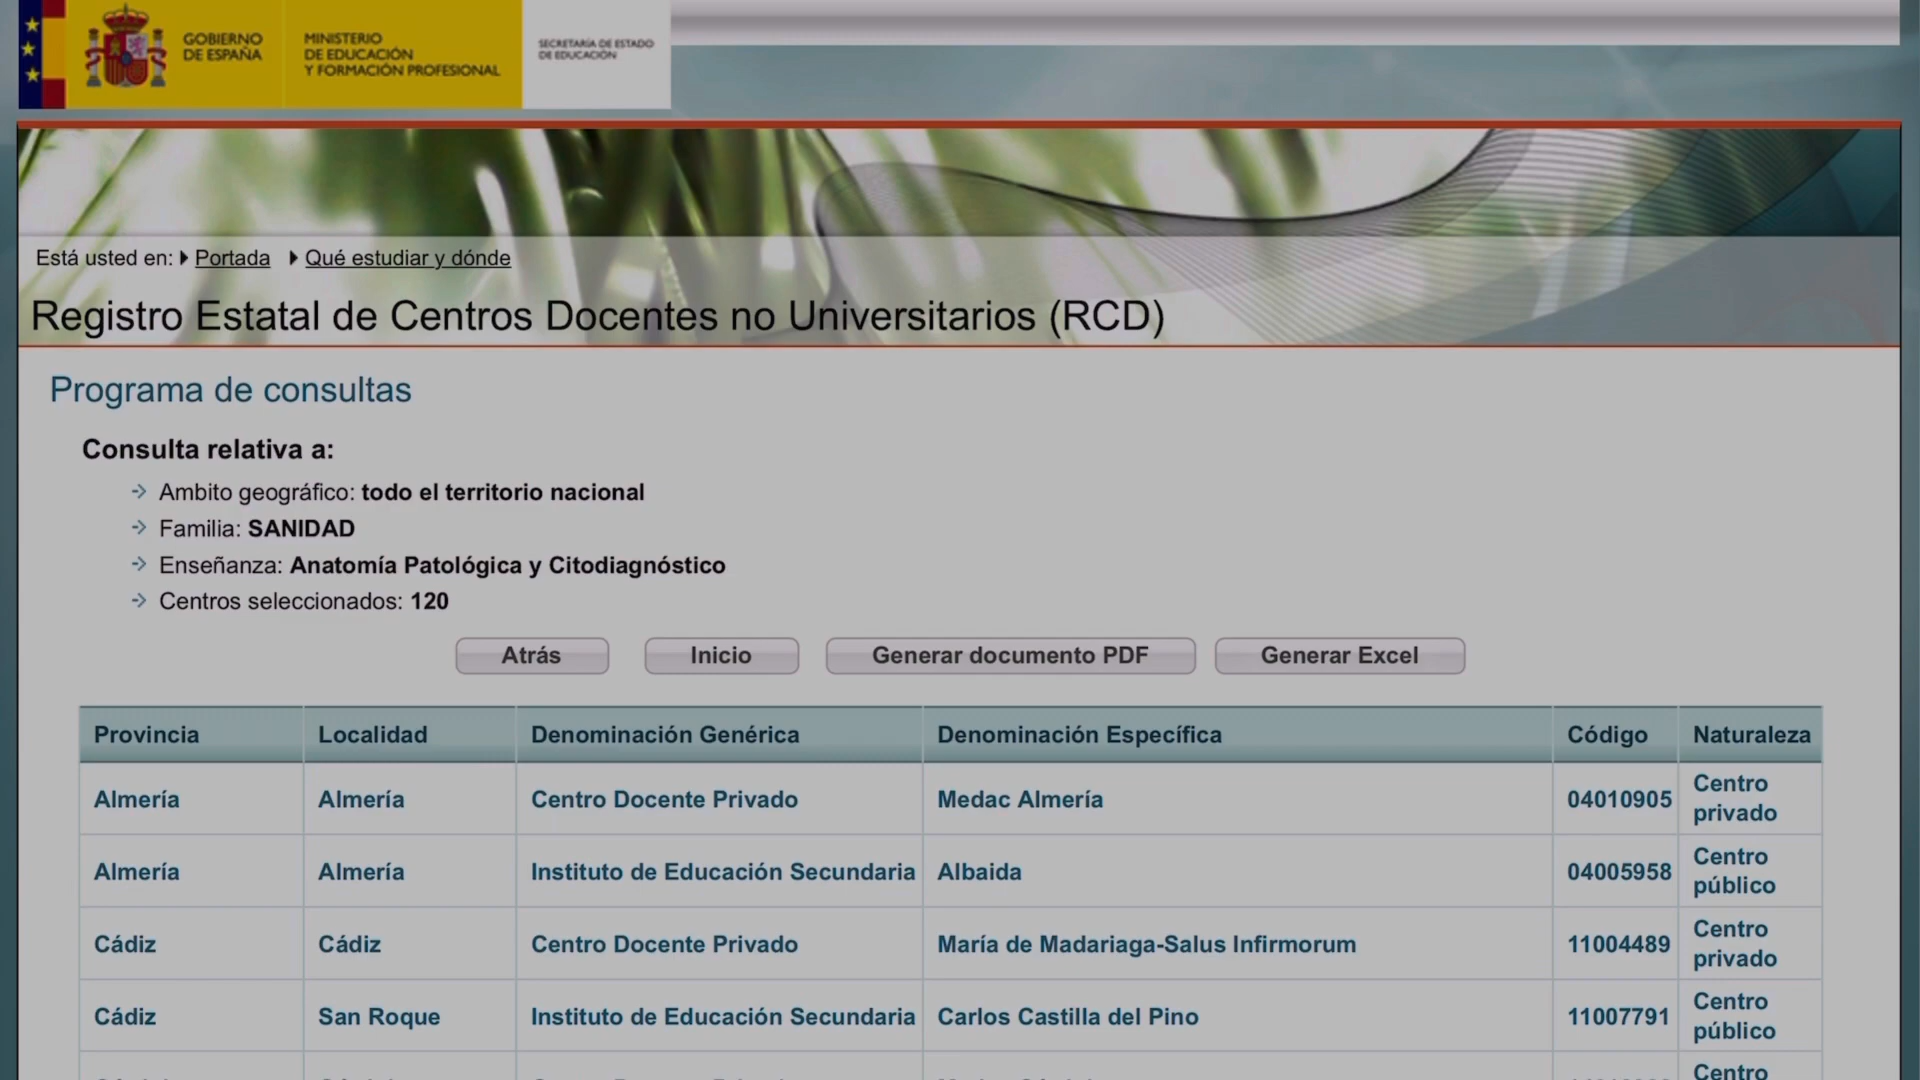 GOBIERNO
DE ESPAÑA
MINISTERIO
DE EDUCACIÓN
Y FORMACIÓN PROFESIONAL
SECRETARÍA DE ESTADO
DE EDUCACIÓN
Está usted en: Portada Qué estudiar y dónde
Registro Estatal de Centros Docentes no Universitarios (RCD)
Programa de consultas
Consulta relativa a:
Ambito geográfico: todo el territorio nacional
Familia: SANIDAD
Enseñanza: Anatomía Patológica y Citodiagnóstico
Centros seleccionados: 120
Atrás Inicio Generar documento PDF Generar Excel
Provincia Localidad Denominación Genérica Denominación Específica Código Naturaleza
Almería Almería Centro Docente Privado Medac Almería 04010905 Centro privado
Almería Almería Instituto de Educación Secundaria Albaida 04005958 Centro público
Cádiz Cádiz Centro Docente Privado María de Madariaga-Salus Infirmorum 11004489 Centro privado
Cádiz San Roque Instituto de Educación Secundaria Carlos Castilla del Pino 11007791 Centro público
Centro